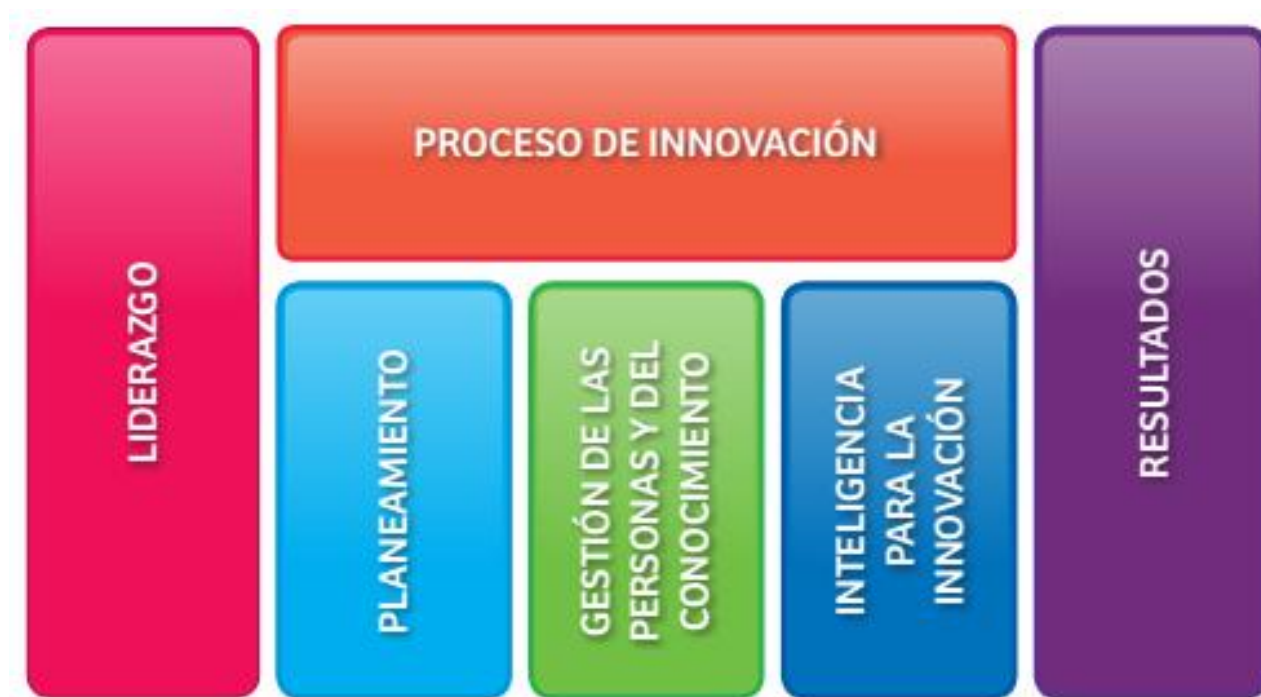 LIDERAZGO
PROCESO DE INNOVACIÓN
PLANEAMIENTO
GESTIÓN DE LAS
PERSONAS Y DEL
CONOCIMIENTO
INTELIGENCIA
PARA LA
INNOVACIÓN
RESULTADOS